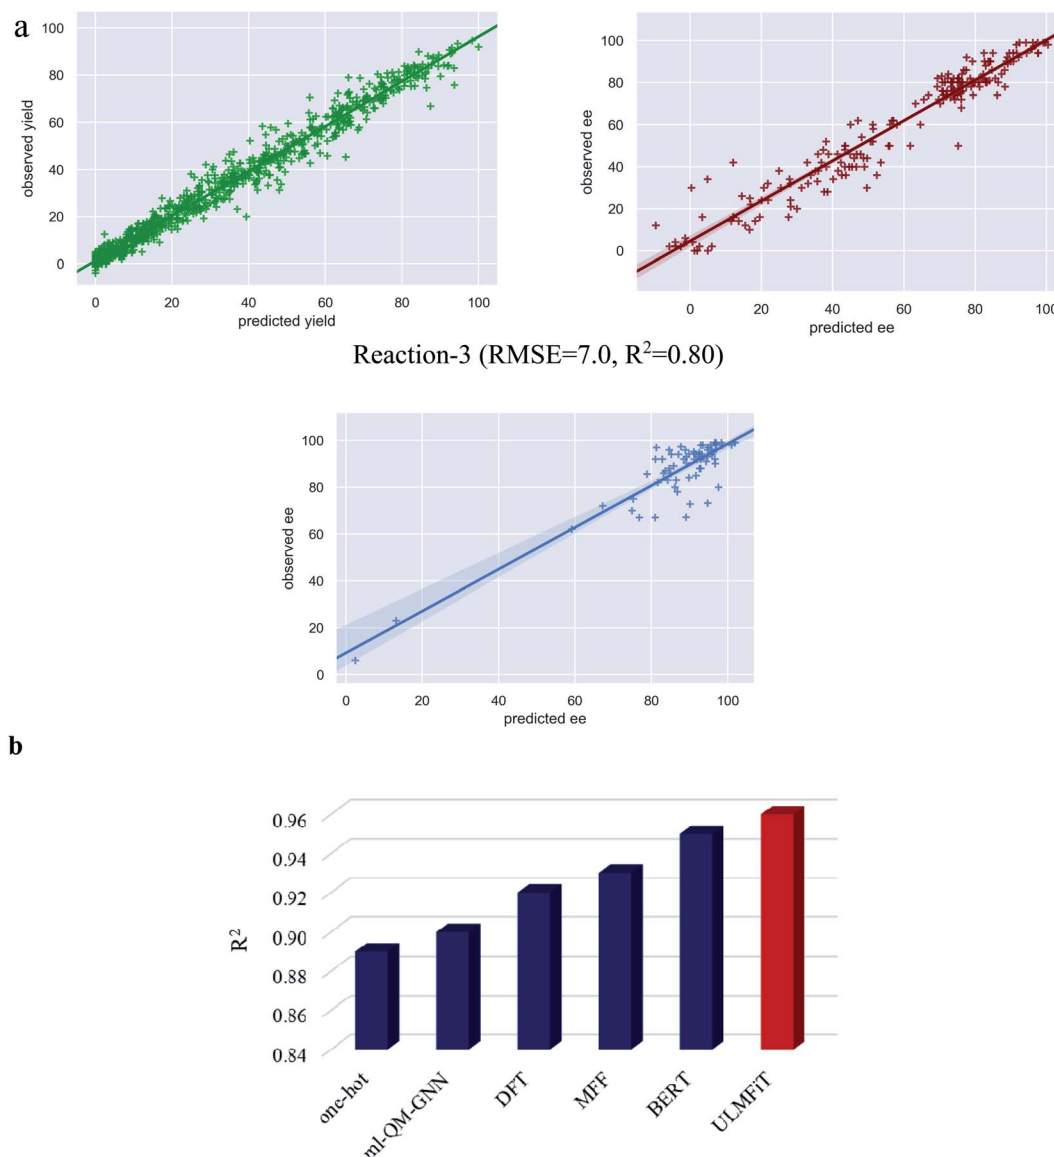 a
100
80
60
40
20
0
observed yield
0 20 40 60 80 100
predicted yield
100
80
60
40
20
0
observed ee
0 20 40 60 80 100
predicted ee
Reaction-3 (RMSE=7.0, R²=0.80)
100
80
60
40
20
0
observed ee
0 20 40 60 80 100
predicted ee
b
0.96
0.94
0.92
0.90
0.88
0.86
0.84
R²
one-hot
ml-QM-GNN
DFT
MFF
BERT
ULMFiT